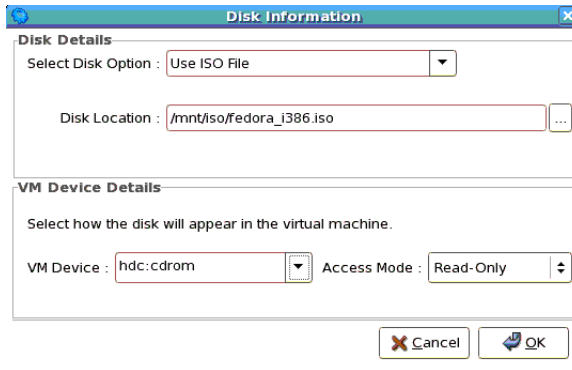 Disk Information
Disk Details
Select Disk Option : Use ISO File
Disk Location : /mnt/iso/fedora_i386.iso ...
VM Device Details
Select how the disk will appear in the virtual machine.
VM Device : hdc:cdrom Access Mode : Read-Only
Cancel OK